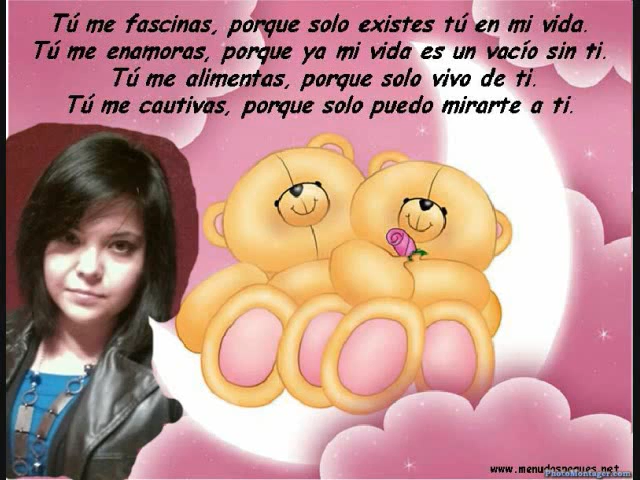 Tú me fascinas, porque solo existes tú en mi vida.
Tú me enamoras, porque ya mi vida es un vacío sin ti.
Tú me alimentas, porque solo vivo de ti.
Tú me cautivas, porque solo puedo mirarte a ti.
www.menudospeques.net
PhotoMontager.com